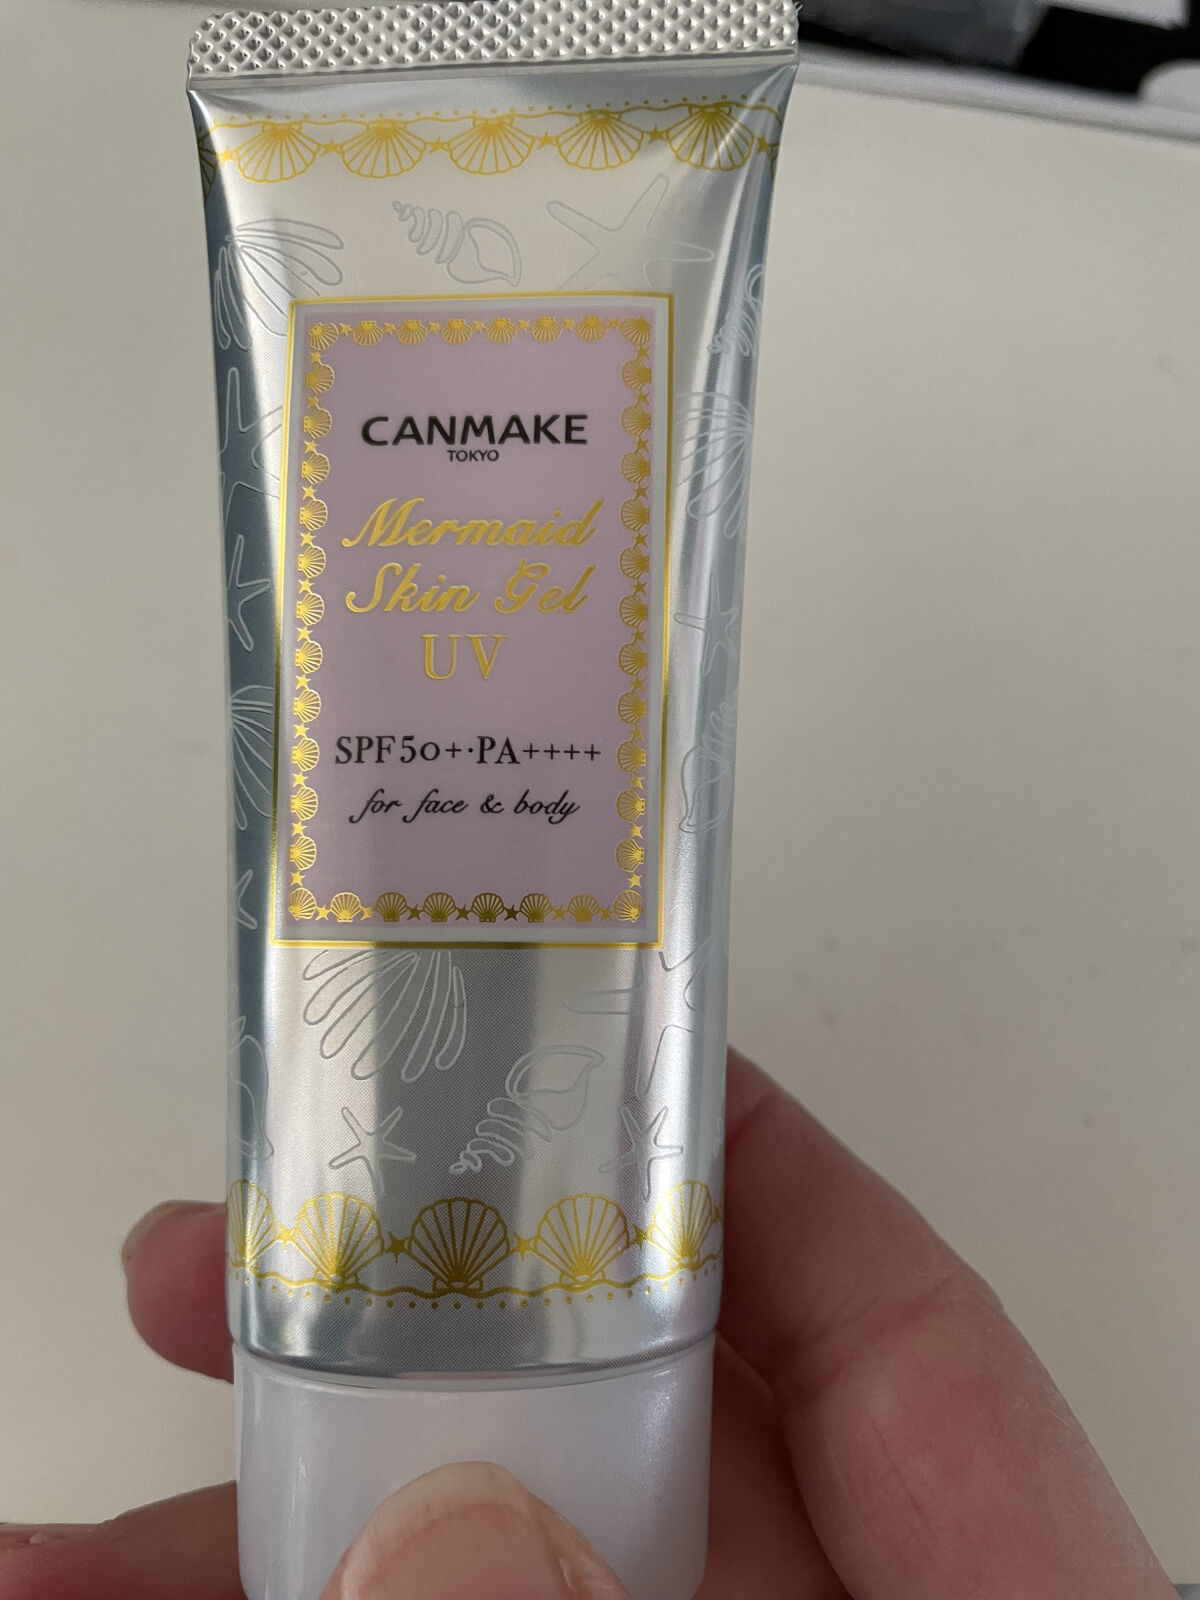 CANMAKE
TOKYO
Mermaid
Skin Gel
UV
SPF50+·PA++++
for face & body